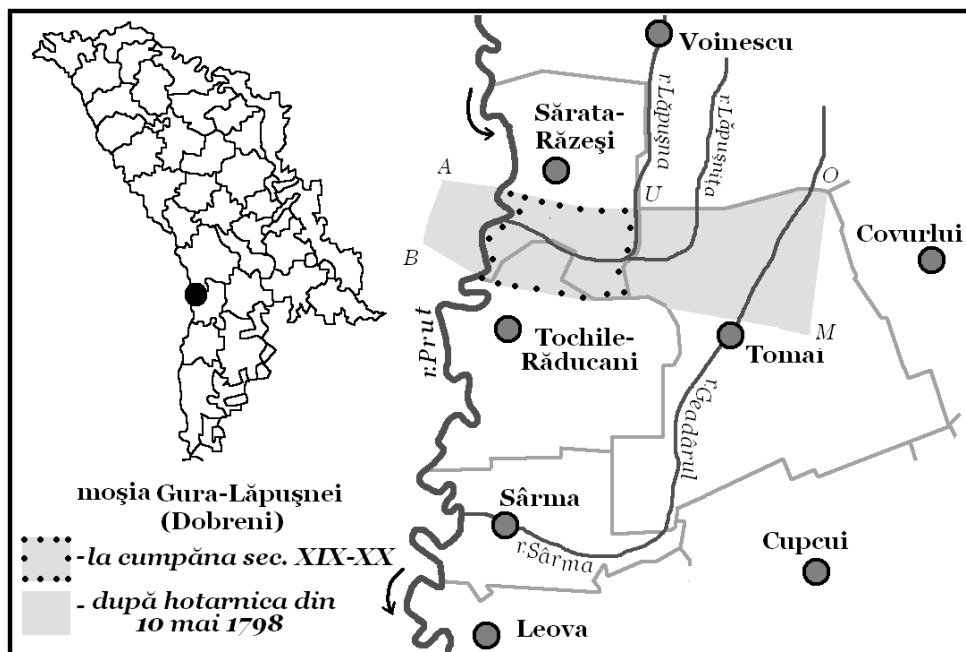 Voinescu
r.Lăpuşna
r.Lăpuşniţa
Sărata-
Răzeşi
A
U
O
B
Covurlui
M
Tochile-
Răducani
Tomai
r.Prut
r.Geadârul
moşia Gura-Lăpuşnei
(Dobreni)
-la cumpăna sec. XIX-XX
- după hotarnica din
10 mai 1798
Sârma
r.Sârma
Cupcui
Leova